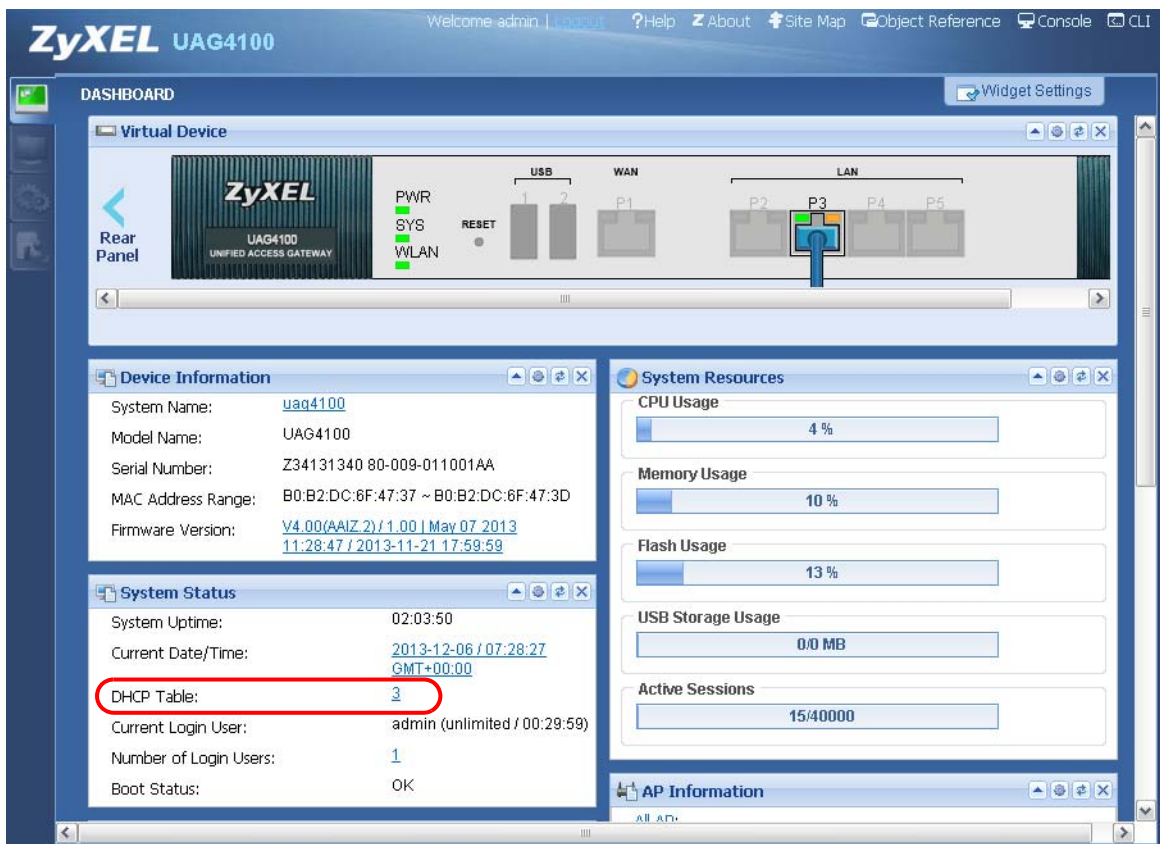 Welcome admin | Logout ?Help Z About Site Map Object Reference Console CLI
ZyXEL UAG4100
DASHBOARD
Widget Settings
Virtual Device
Rear
Panel
ZyXEL
UAG4100
UNIFIED ACCESS GATEWAY
PWR
SYS
WLAN
RESET
USB
1 2
WAN
P1
LAN
P2 P3 P4 P5
Device Information
System Name: uag4100
Model Name: UAG4100
Serial Number: Z34131340 80-009-011001AA
MAC Address Range: B0:B2:DC:6F:47:37 ~ B0:B2:DC:6F:47:3D
Firmware Version: V4.00(AAIZ.2) / 1.00 | May 07 2013
11:28:47 / 2013-11-21 17:59:59
System Status
System Uptime: 02:03:50
Current Date/Time: 2013-12-06 / 07:28:27
GMT+00:00
DHCP Table: 3
Current Login User: admin (unlimited / 00:29:59)
Number of Login Users: 1
Boot Status: OK
System Resources
CPU Usage
4 %
Memory Usage
10 %
Flash Usage
13 %
USB Storage Usage
0/0 MB
Active Sessions
15/40000
AP Information
All AP: